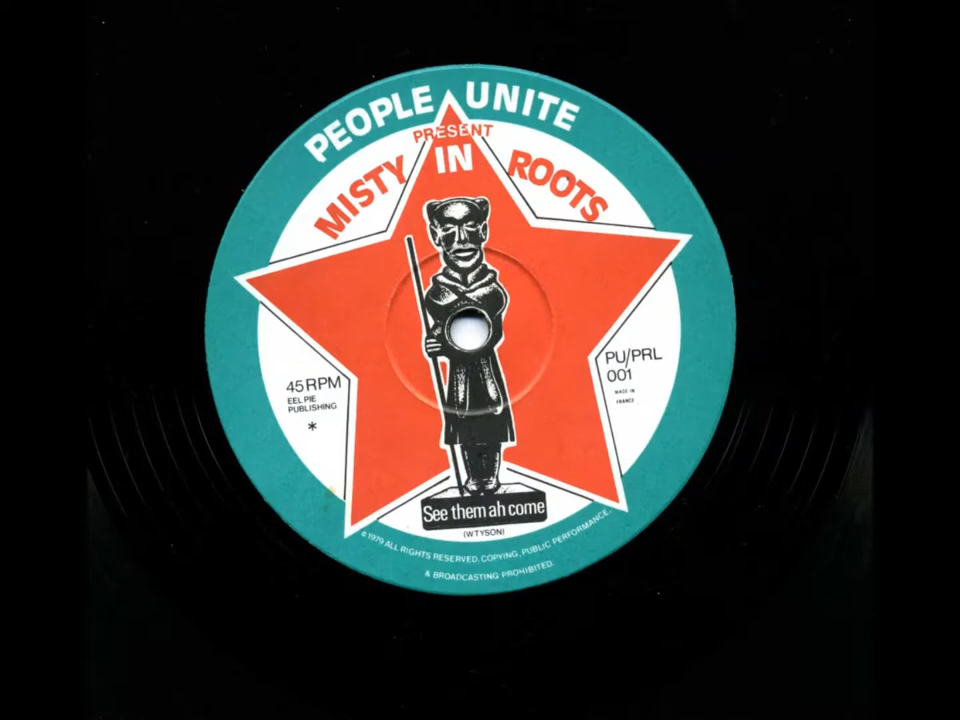 PEOPLE UNITE
PRESENT
MISTY IN ROOTS
45 RPM
EEL PIE
PUBLISHING
*
PU/PRL
001
MADE IN
FRANCE
See them ah come
(W TYSON)
©1979 ALL RIGHTS RESERVED. COPYING, PUBLIC PERFORMANCE,
& BROADCASTING PROHIBITED.